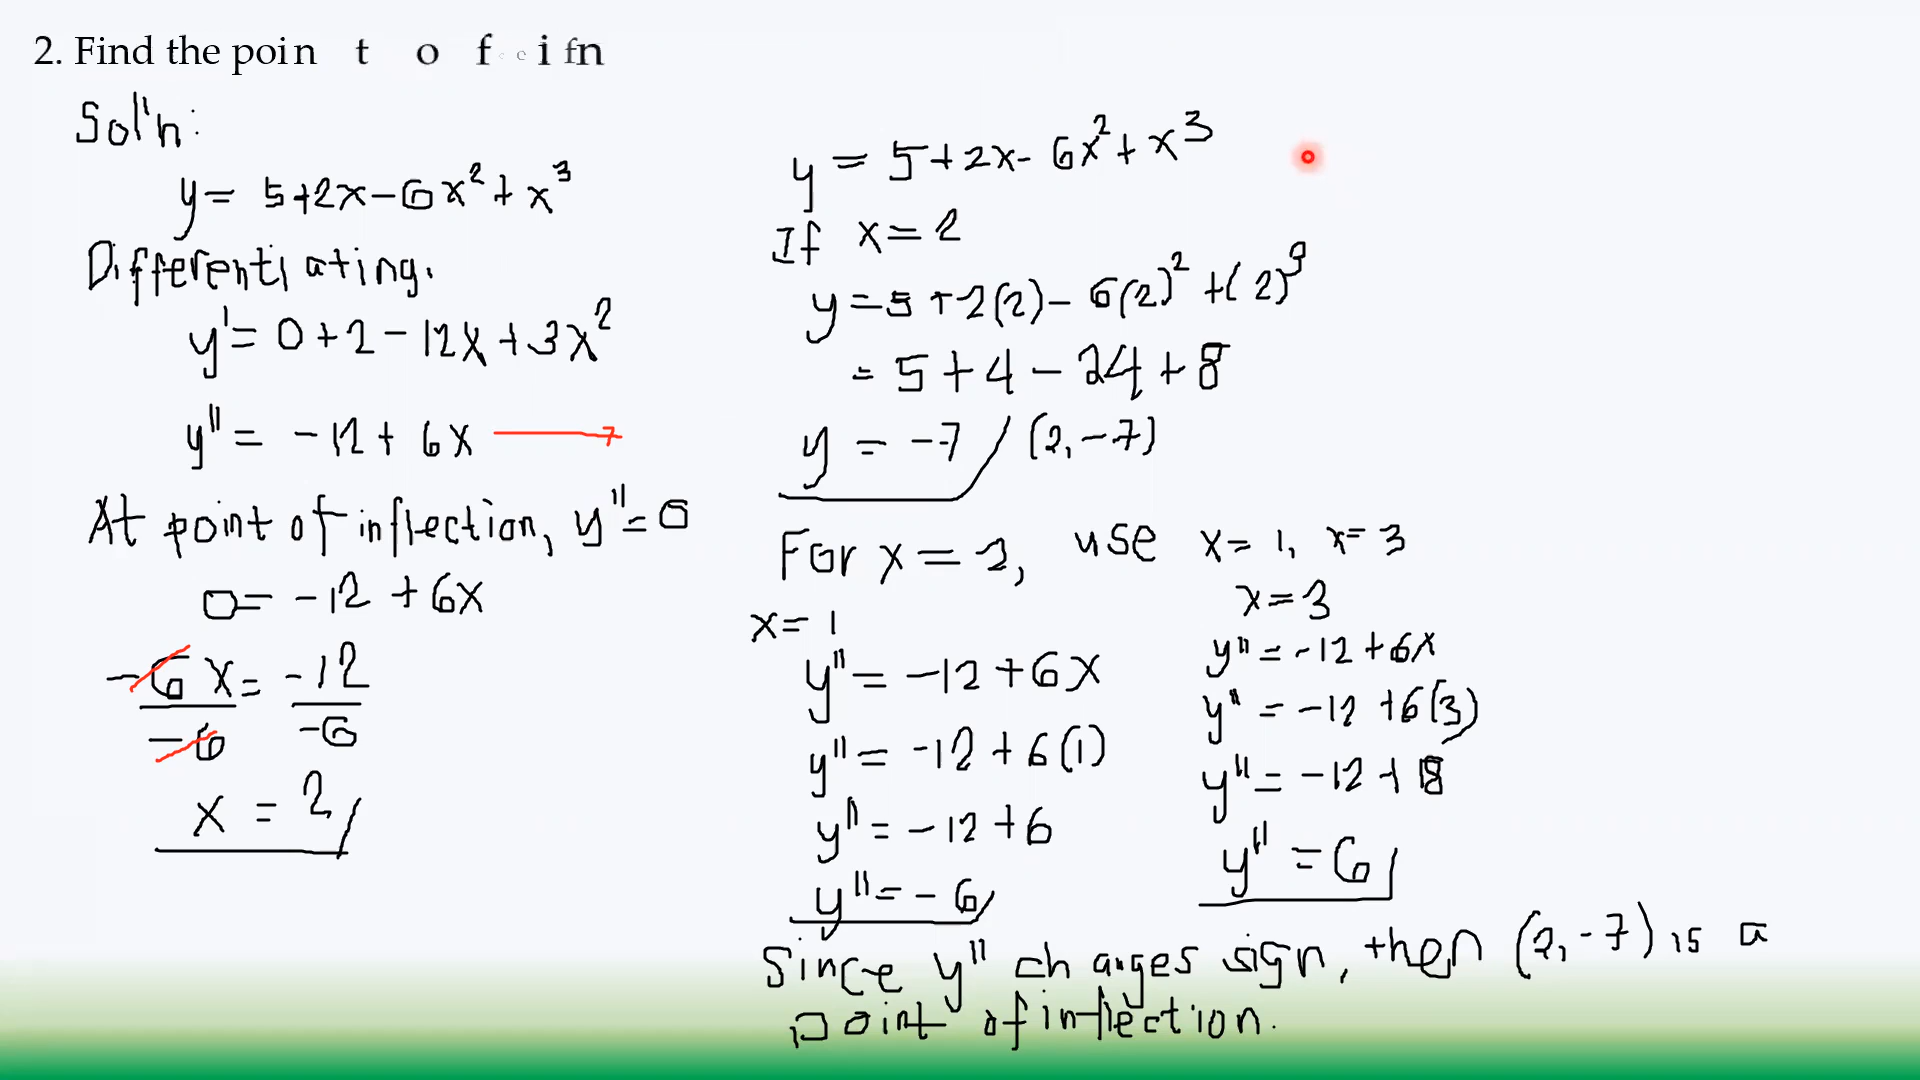 2. Find the poin t o f i fn
Sol'n:
y = 5+2x-6x²+x³
Differentiating.
y' = 0+2-12x+3x²
y'' = -12+6x
At point of inflection, y''=0
0= -12+6x
-6x = -12
-6 -6
x = 2
y = 5+2x-6x²+x³
If x=2
y=5+2(2)-6(2)²+(2)³
= 5+4-24+8
y = -7 (2,-7)
For x=2, use x=1, x=3
x=1
y'' = -12+6x
y'' = -12+6(1)
y'' = -12+6
y'' = -6
x=3
y'' = -12+6x
y'' = -12+6(3)
y'' = -12+18
y'' = 6
Since y'' changes sign, then (2,-7) is a
point of inflection.